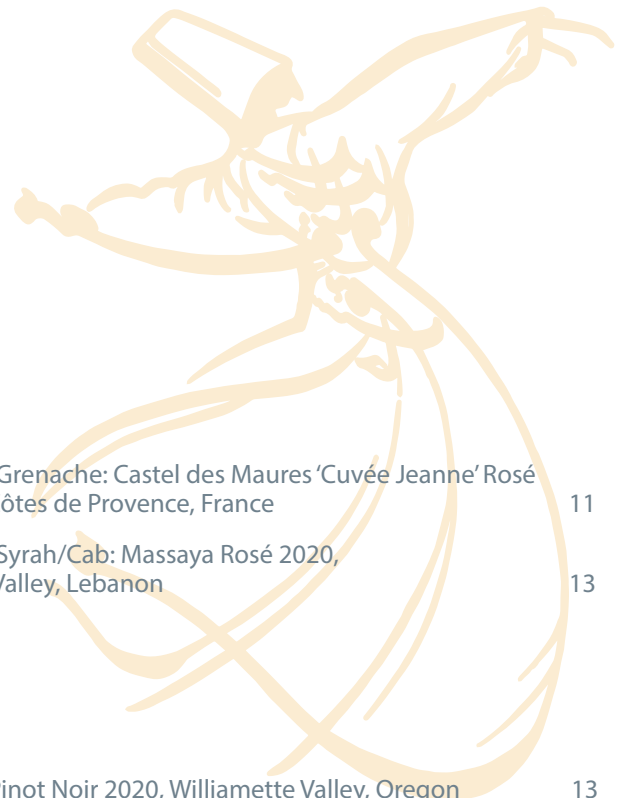 Grenache: Castel des Maures ‘Cuvée Jeanne’ Rosé
ôtes de Provence, France 11
Syrah/Cab: Massaya Rosé 2020,
Valley, Lebanon 13
Pinot Noir 2020, Williamette Valley, Oregon 13